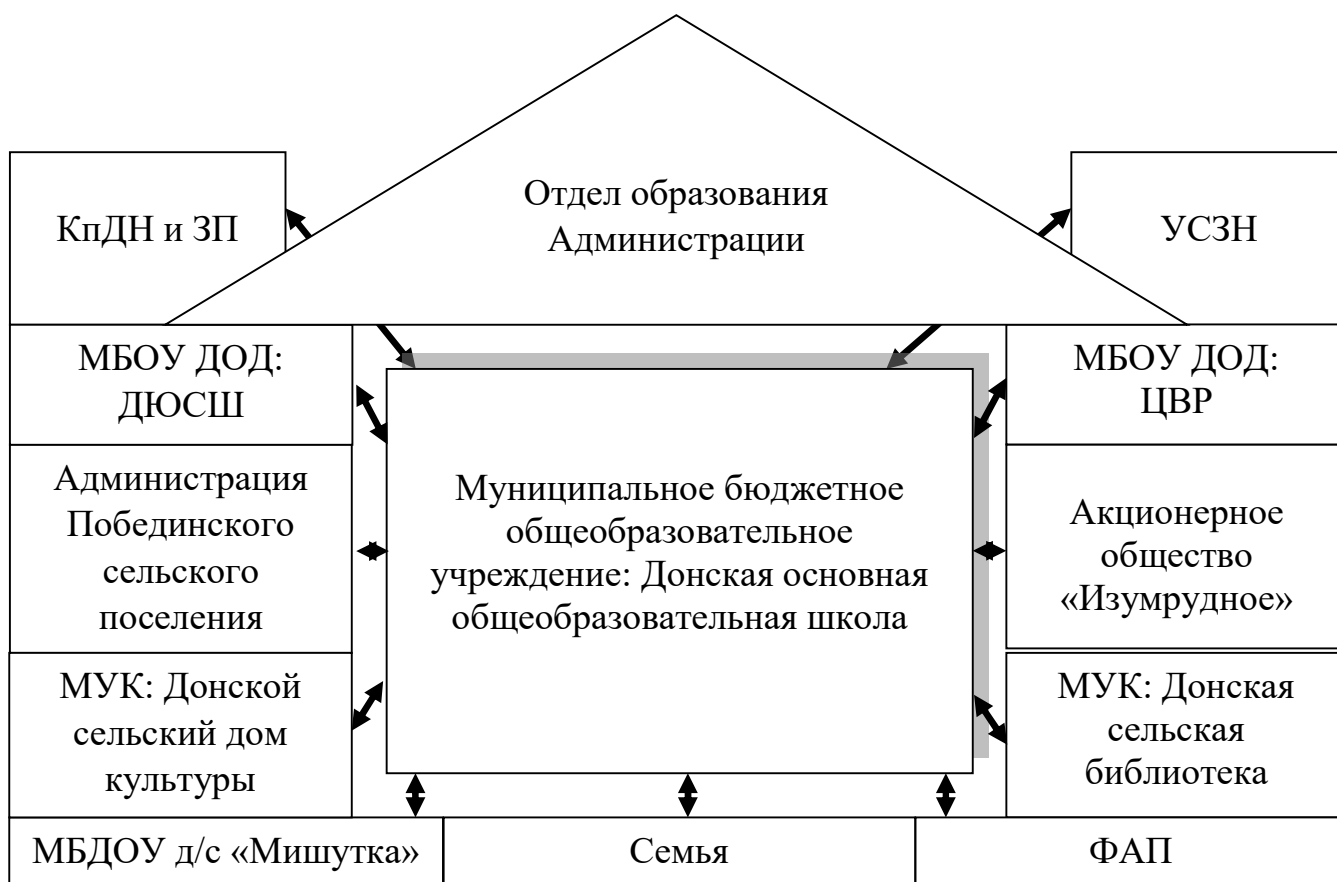 Отдел образования
Администрации
КпДН и ЗП
УСЗН
МБОУ ДОД:
ДЮСШ
МБОУ ДОД:
ЦВР
Администрация
Побединского
сельского
поселения
Муниципальное бюджетное
общеобразовательное
учреждение: Донская основная
общеобразовательная школа
Акционерное
общество
«Изумрудное»
МУК: Донской
сельский дом
культуры
МУК: Донская
сельская
библиотека
МБДОУ д/с «Мишутка»
Семья
ФАП